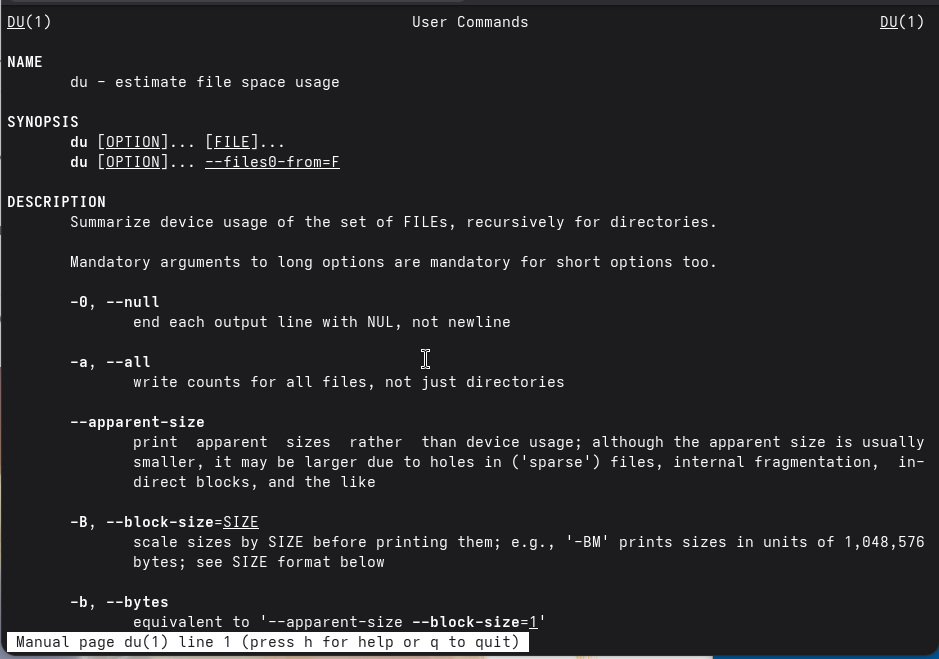 DU(1) User Commands DU(1)
NAME
du - estimate file space usage
SYNOPSIS
du [OPTION]... [FILE]...
du [OPTION]... --files0-from=F
DESCRIPTION
Summarize device usage of the set of FILEs, recursively for directories.
Mandatory arguments to long options are mandatory for short options too.
-0, --null
end each output line with NUL, not newline
-a, --all
write counts for all files, not just directories
--apparent-size
print apparent sizes rather than device usage; although the apparent size is usually
smaller, it may be larger due to holes in ('sparse') files, internal fragmentation, in-
direct blocks, and the like
-B, --block-size=SIZE
scale sizes by SIZE before printing them; e.g., '-BM' prints sizes in units of 1,048,576
bytes; see SIZE format below
-b, --bytes
equivalent to '--apparent-size --block-size=1'
Manual page du(1) line 1 (press h for help or q to quit)